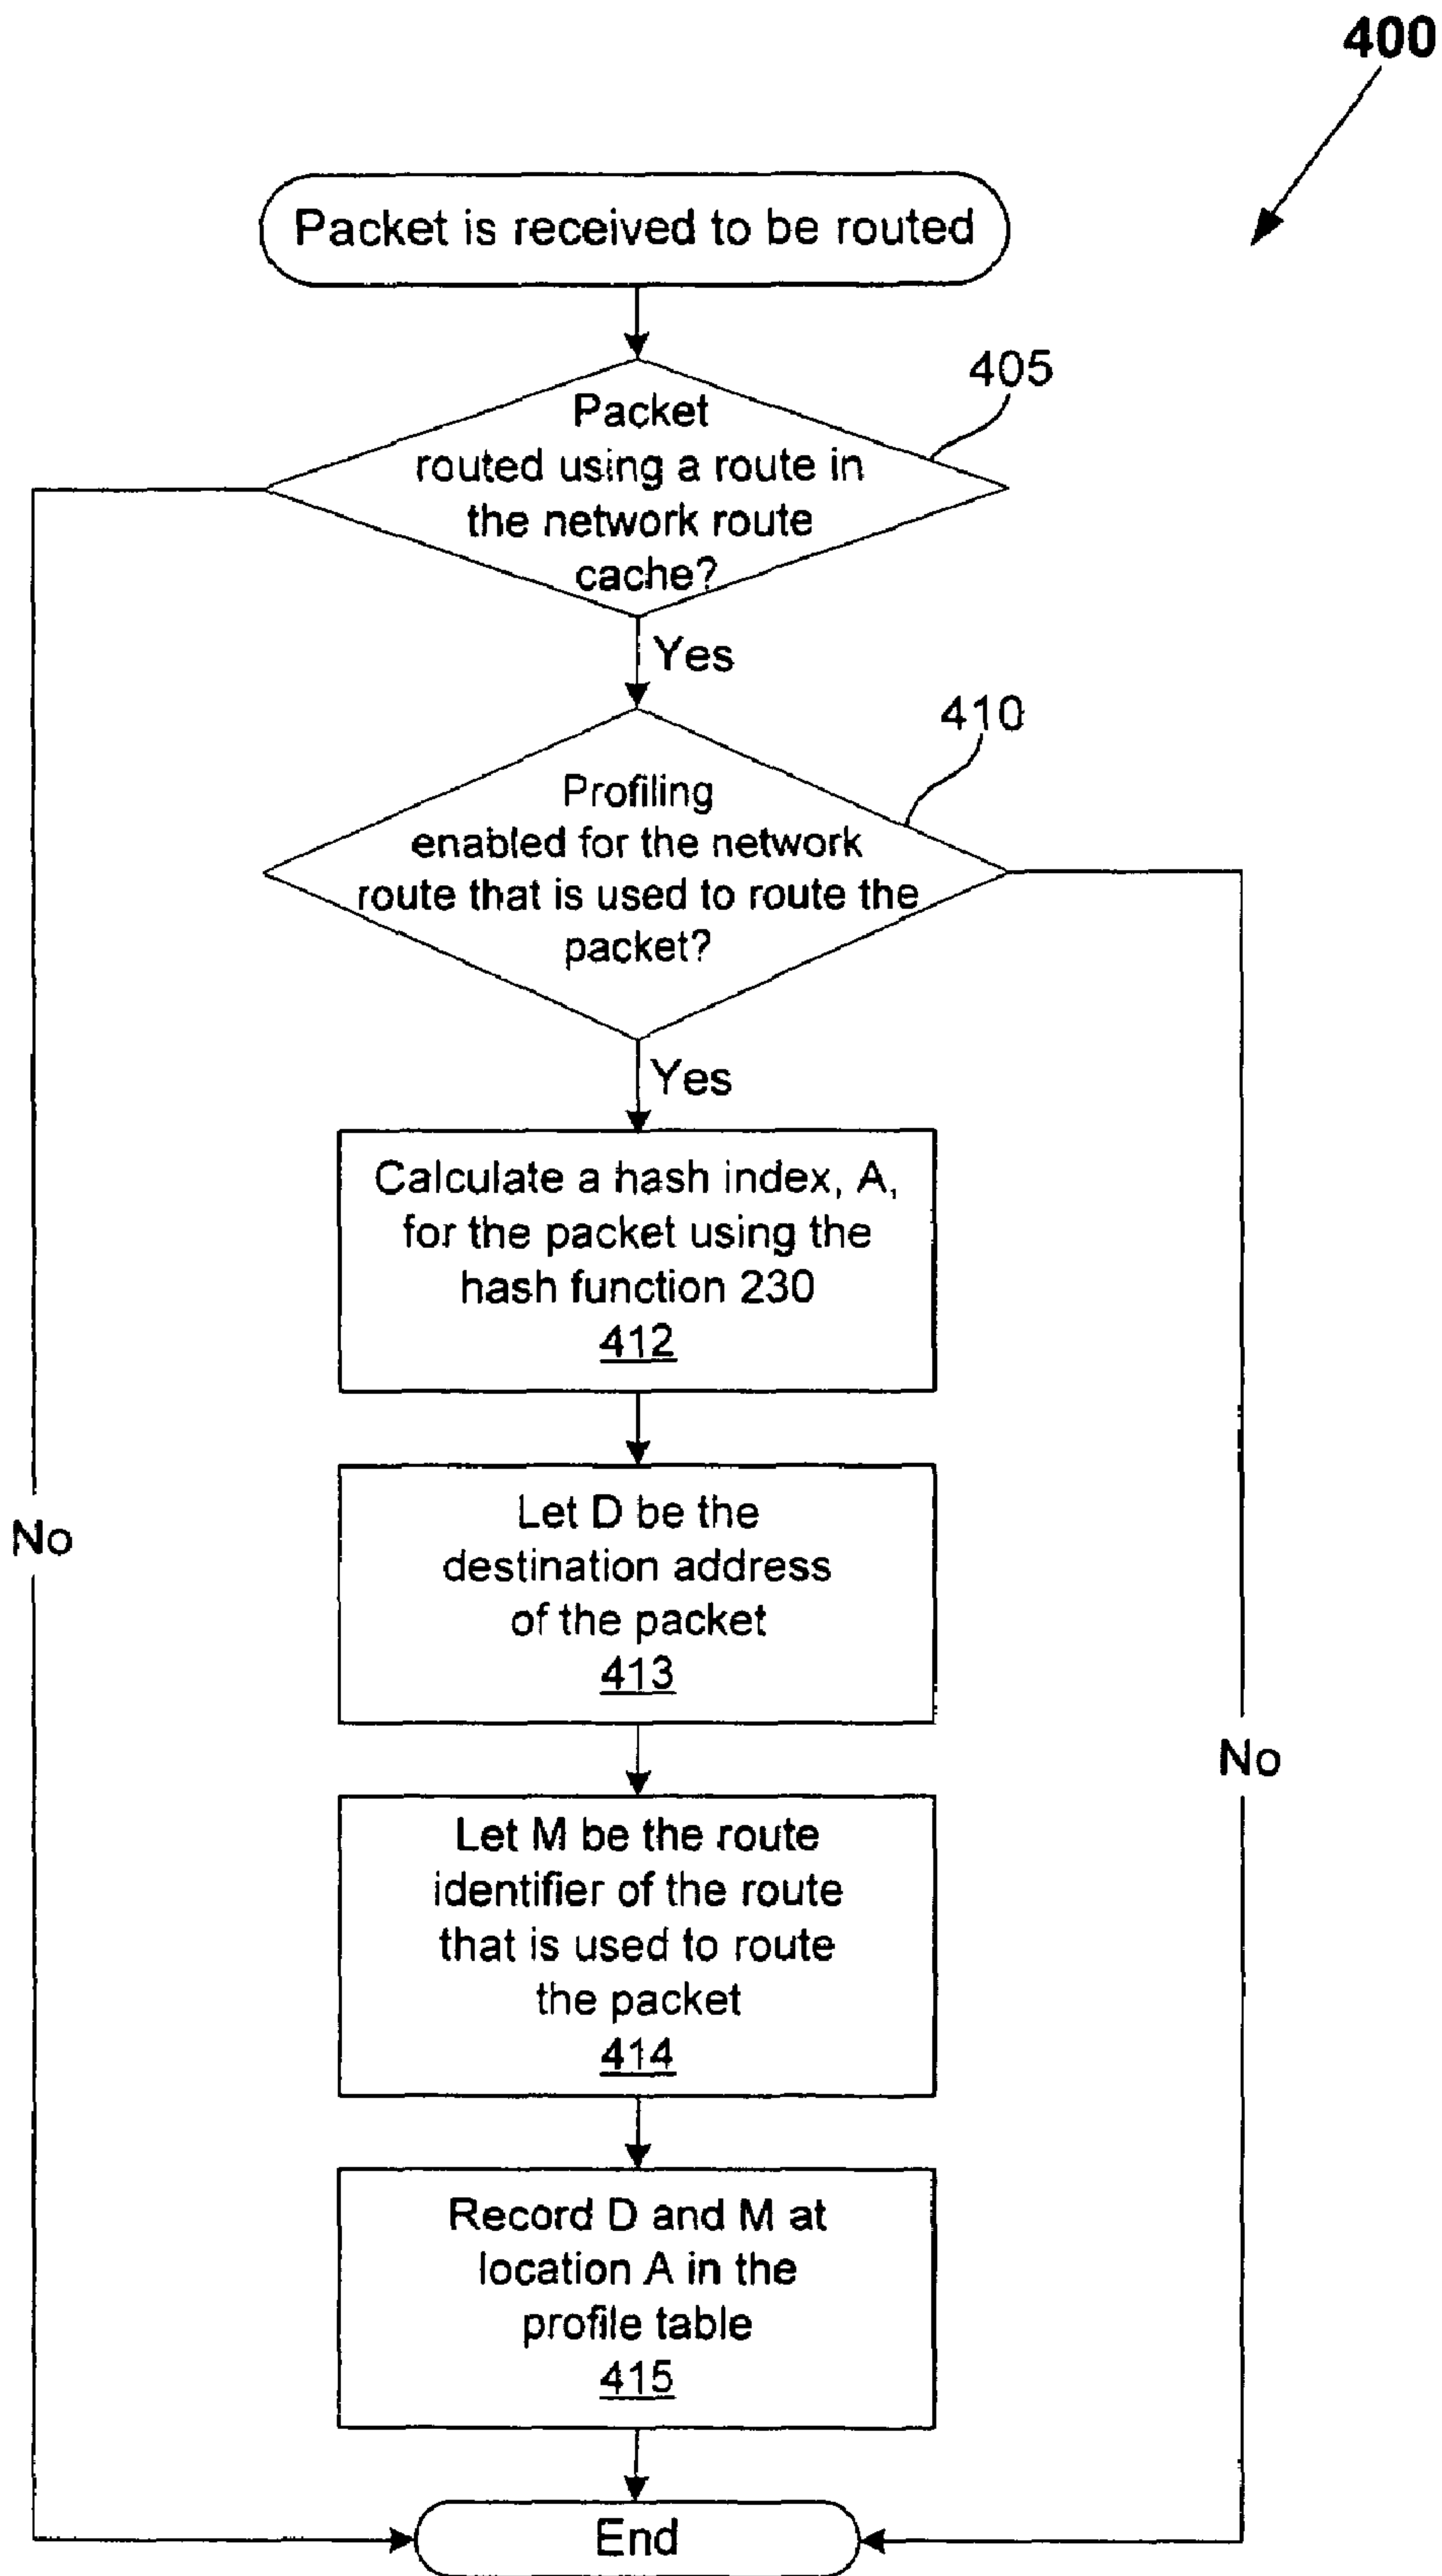 400
Packet is received to be routed
405
Packet
routed using a route in
the network route
cache?
Yes
410
Profiling
enabled for the network
route that is used to route the
packet?
Yes
Calculate a hash index, A,
for the packet using the
hash function 230
412
Let D be the
destination address
of the packet
413
No
Let M be the route
identifier of the route
that is used to route
the packet
414
No
Record D and M at
location A in the
profile table
415
End